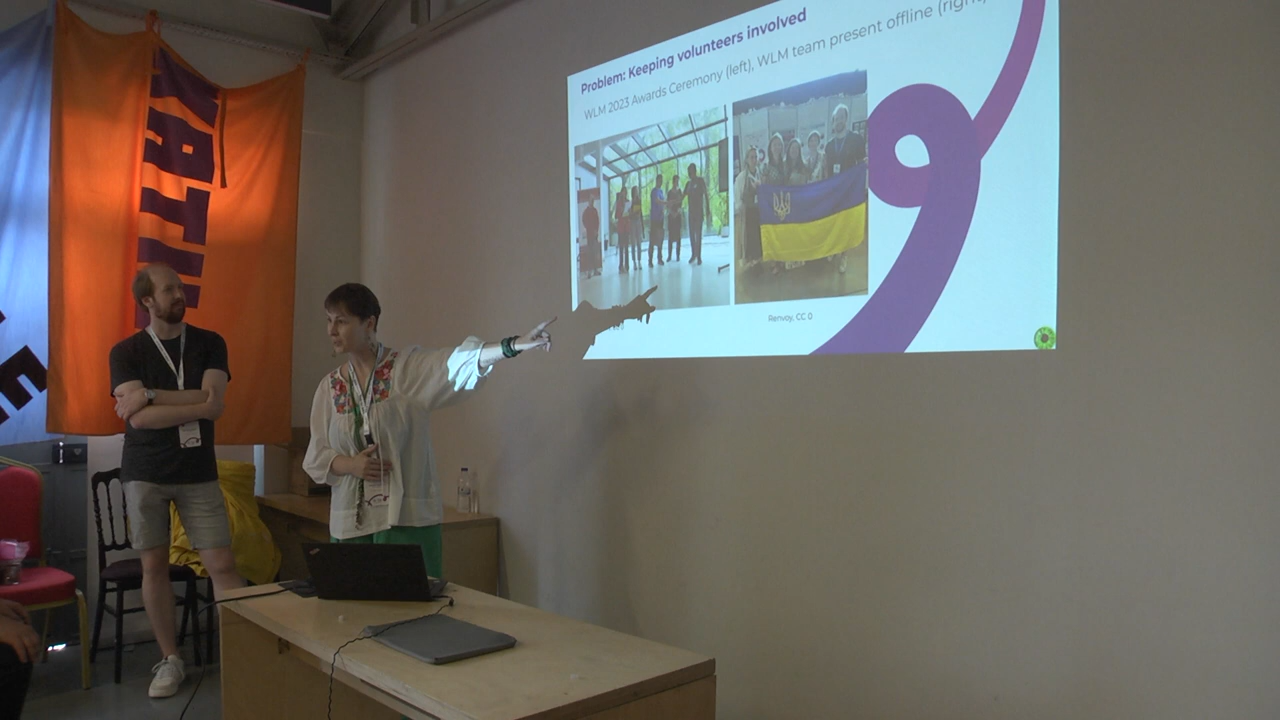 Problem: Keeping volunteers involved
WLM 2023 Awards Ceremony (left), WLM team present offline (right)
Renvoy, CC 0